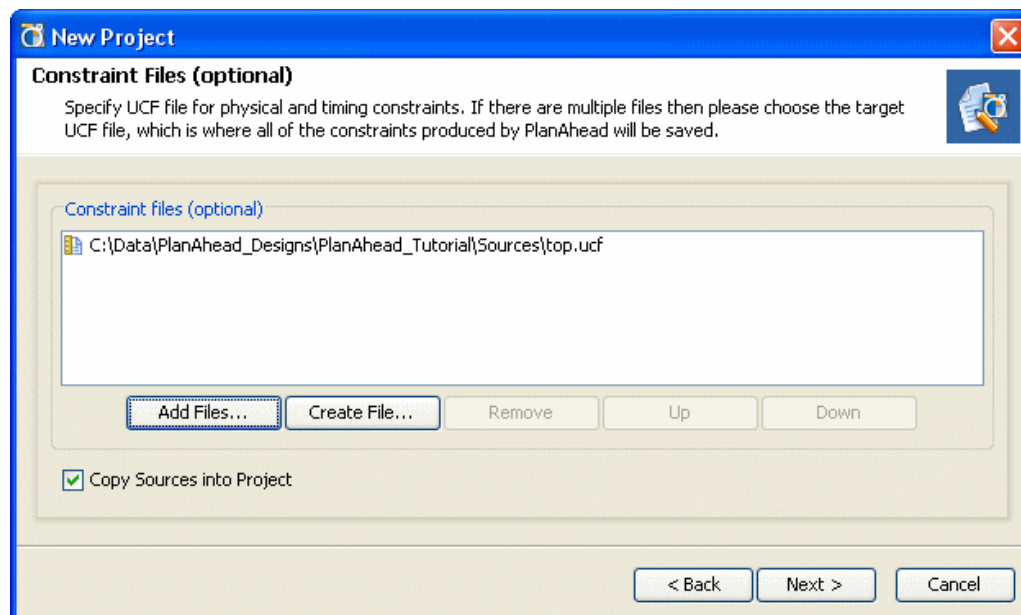 New Project
Constraint Files (optional)
Specify UCF file for physical and timing constraints. If there are multiple files then please choose the target
UCF file, which is where all of the constraints produced by PlanAhead will be saved.
Constraint files (optional)
C:\Data\PlanAhead_Designs\PlanAhead_Tutorial\Sources\top.ucf
Add Files... Create File... Remove Up Down
Copy Sources into Project
< Back Next > Cancel